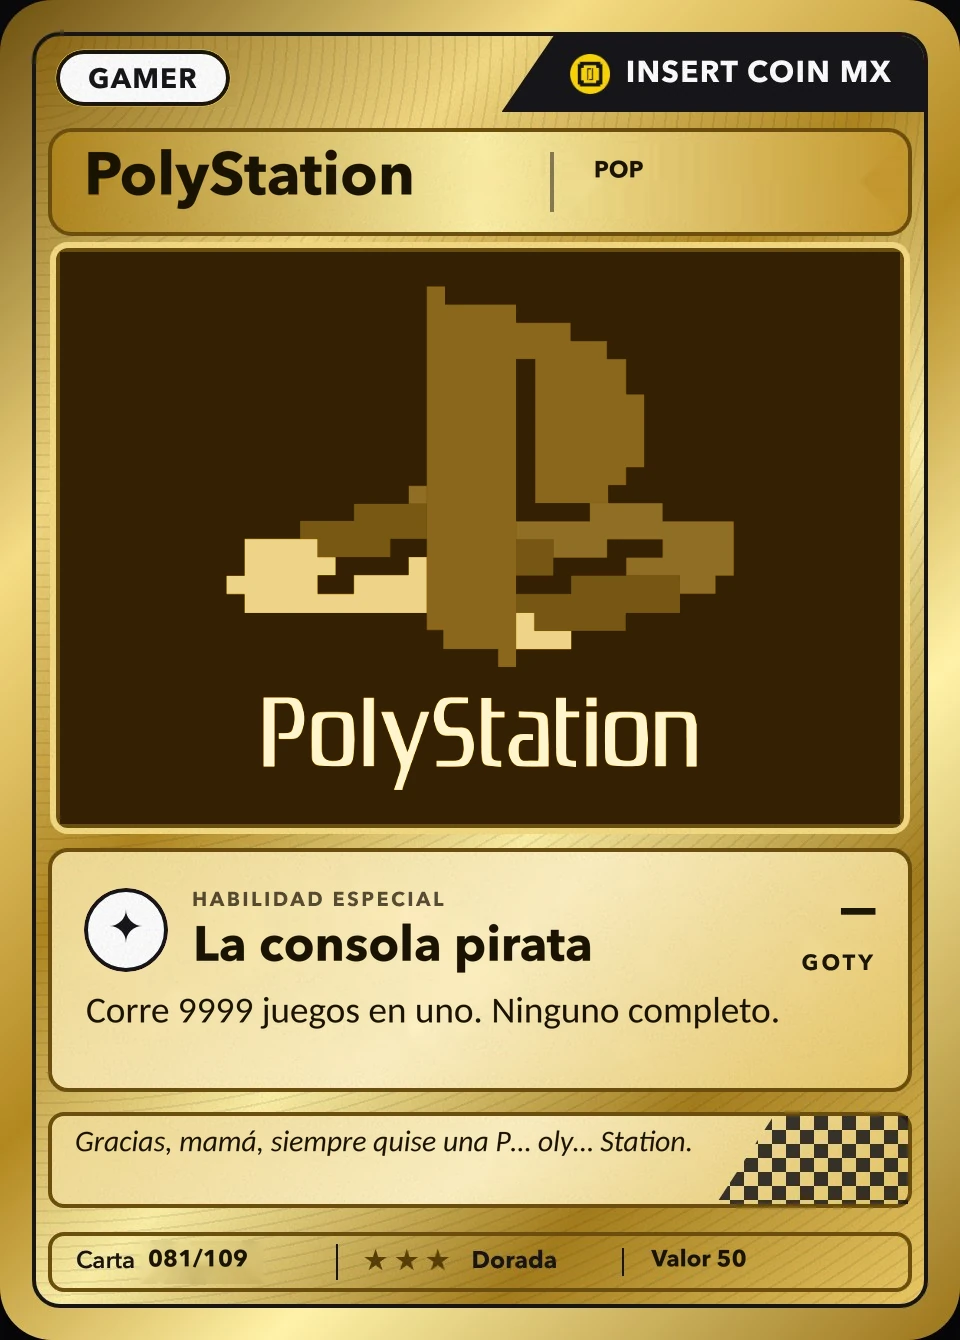 GAMER
INSERT COIN MX
PolyStation
POP
PolyStation
HABILIDAD ESPECIAL
La consola pirata
—
GOTY
Corre 9999 juegos en uno. Ninguno completo.
Gracias, mamá, siempre quise una P... oly... Station.
Carta 081/109 ★ ★ ★ Dorada Valor 50